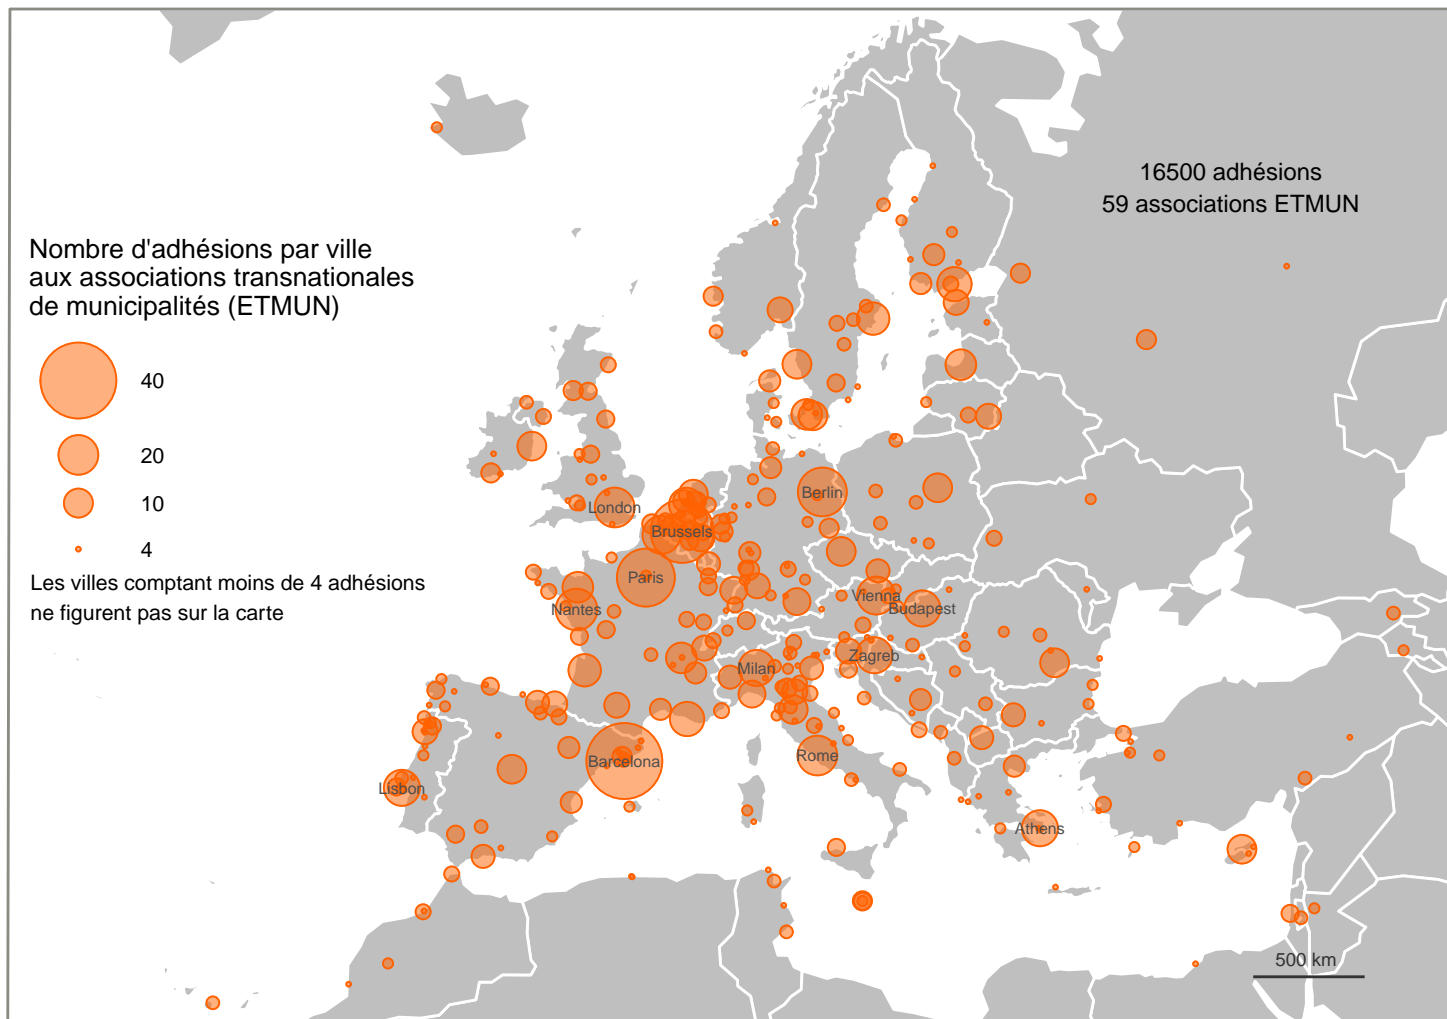 16500 adhésions
59 associations ETMUN
Nombre d'adhésions par ville
aux associations transnationales
de municipalités (ETMUN)
40
20
10
4
Les villes comptant moins de 4 adhésions
ne figurent pas sur la carte
Berlin
London
Brussels
Paris
Vienna
Nantes
Budapest
Zagreb
Milan
Rome
Barcelona
Lisbon
Athens
500 km